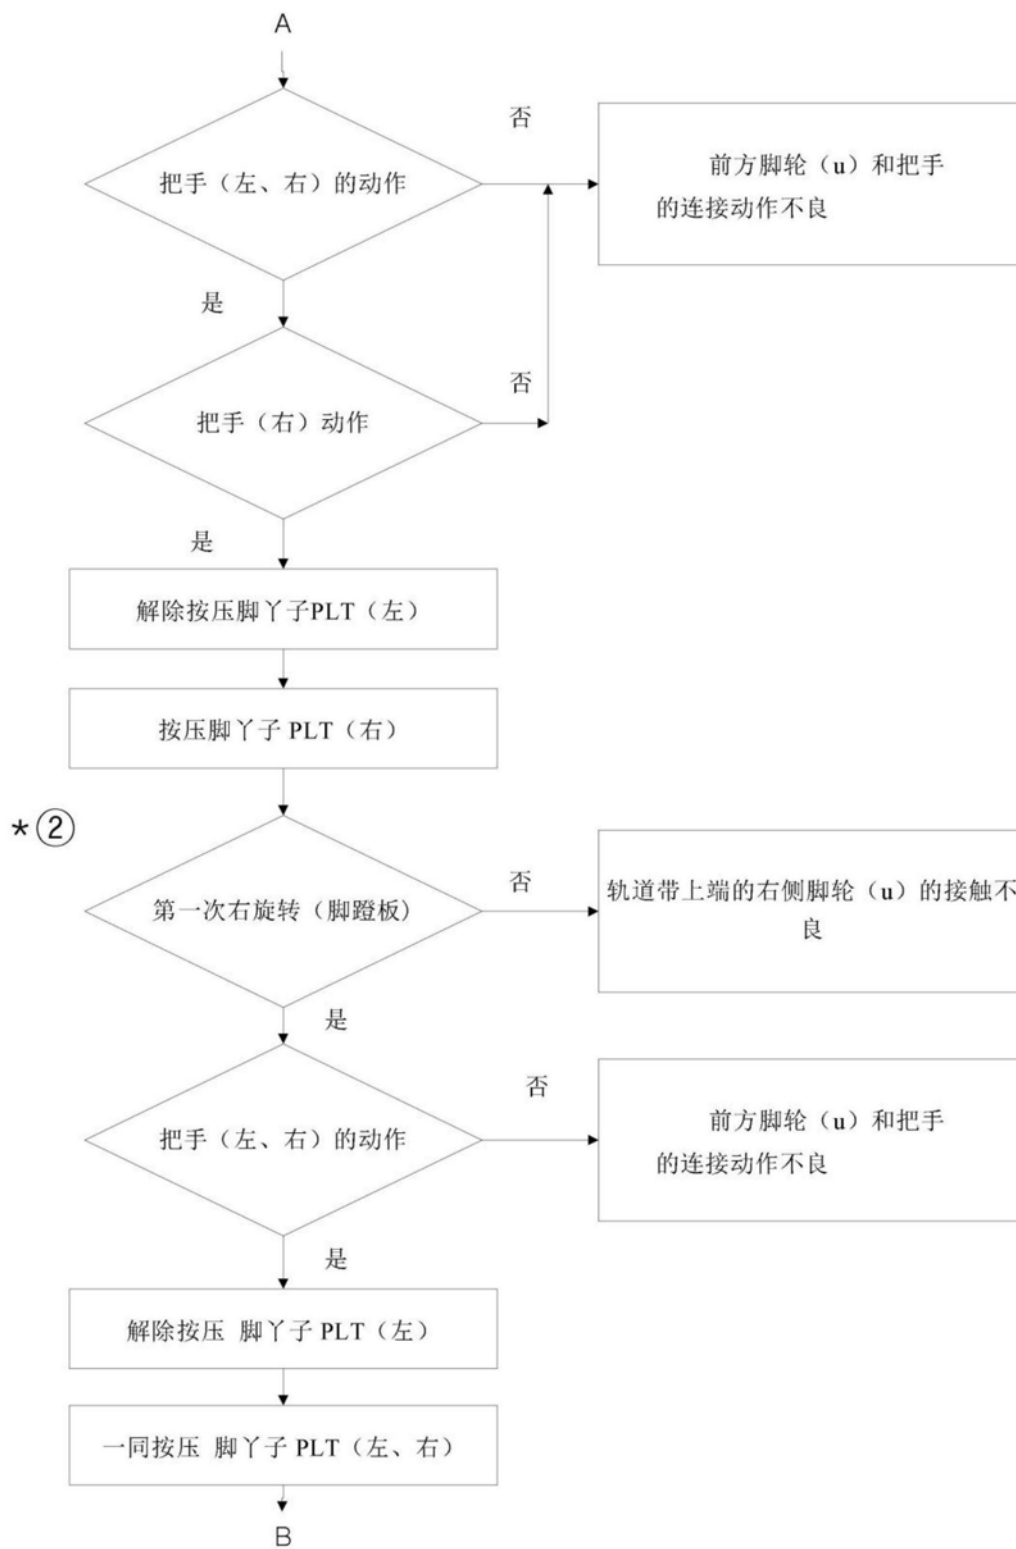 A
否
把手（左、右）的动作
前方脚轮（u）和把手
的连接动作不良
是
否
把手（右）动作
是
解除按压脚丫子PLT（左）
按压脚丫子 PLT（右）
*②
否
第一次右旋转（脚蹬板）
轨道带上端的右侧脚轮（u）的接触不
良
是
否
把手（左、右）的动作
前方脚轮（u）和把手
的连接动作不良
是
解除按压 脚丫子 PLT（左）
一同按压 脚丫子 PLT（左、右）
B